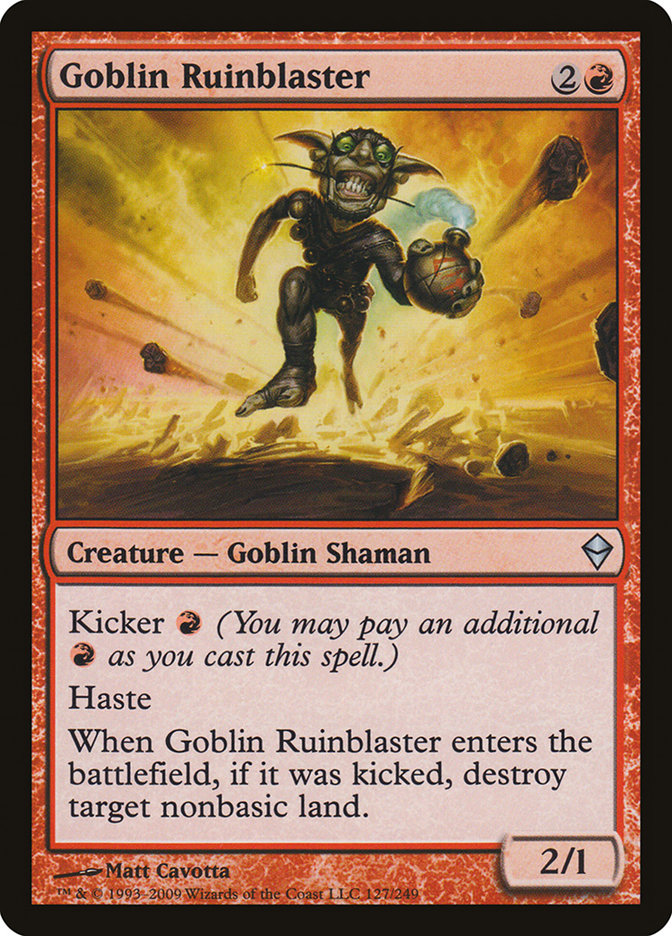 Goblin Ruinblaster 2
Creature — Goblin Shaman
Kicker (You may pay an additional
as you cast this spell.)
Haste
When Goblin Ruinblaster enters the
battlefield, if it was kicked, destroy
target nonbasic land.
2/1
Matt Cavotta
™ & © 1993–2009 Wizards of the Coast LLC 127/249